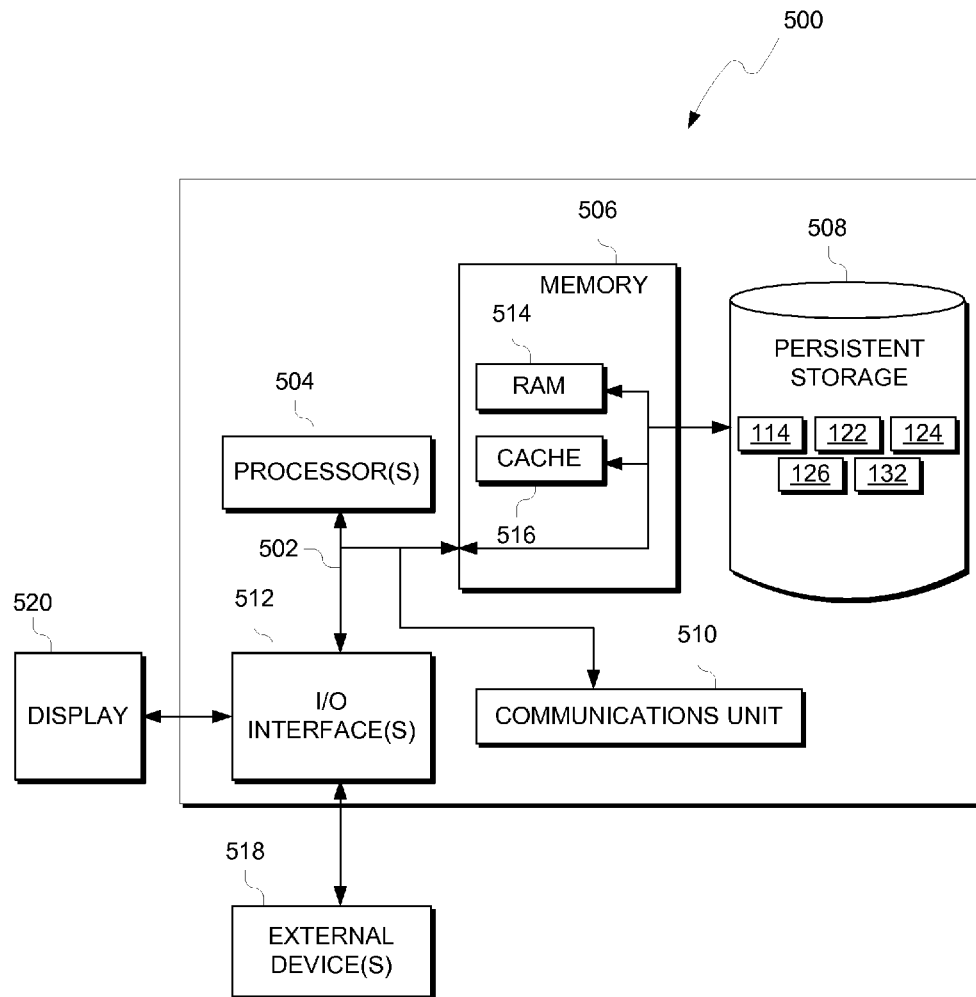 500
506
508
MEMORY
514
RAM
PERSISTENT
STORAGE
504
114
122
124
PROCESSOR(S)
CACHE
126
132
516
502
512
520
510
I/O
INTERFACE(S)
DISPLAY
COMMUNICATIONS UNIT
518
EXTERNAL
DEVICE(S)